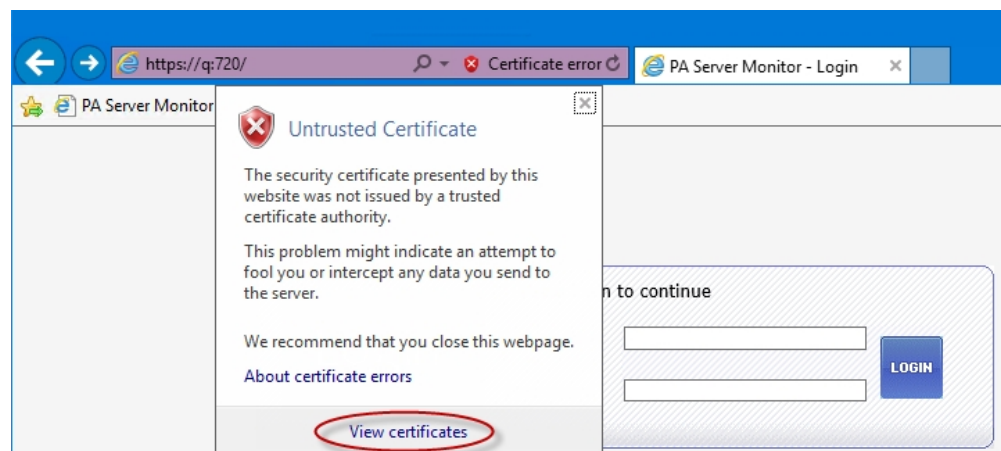 https://q:720/
Certificate error
PA Server Monitor - Login
PA Server Monitor
Untrusted Certificate
The security certificate presented by this
website was not issued by a trusted
certificate authority.
This problem might indicate an attempt to
fool you or intercept any data you send to
the server.
We recommend that you close this webpage.
About certificate errors
View certificates
n to continue
LOGIN